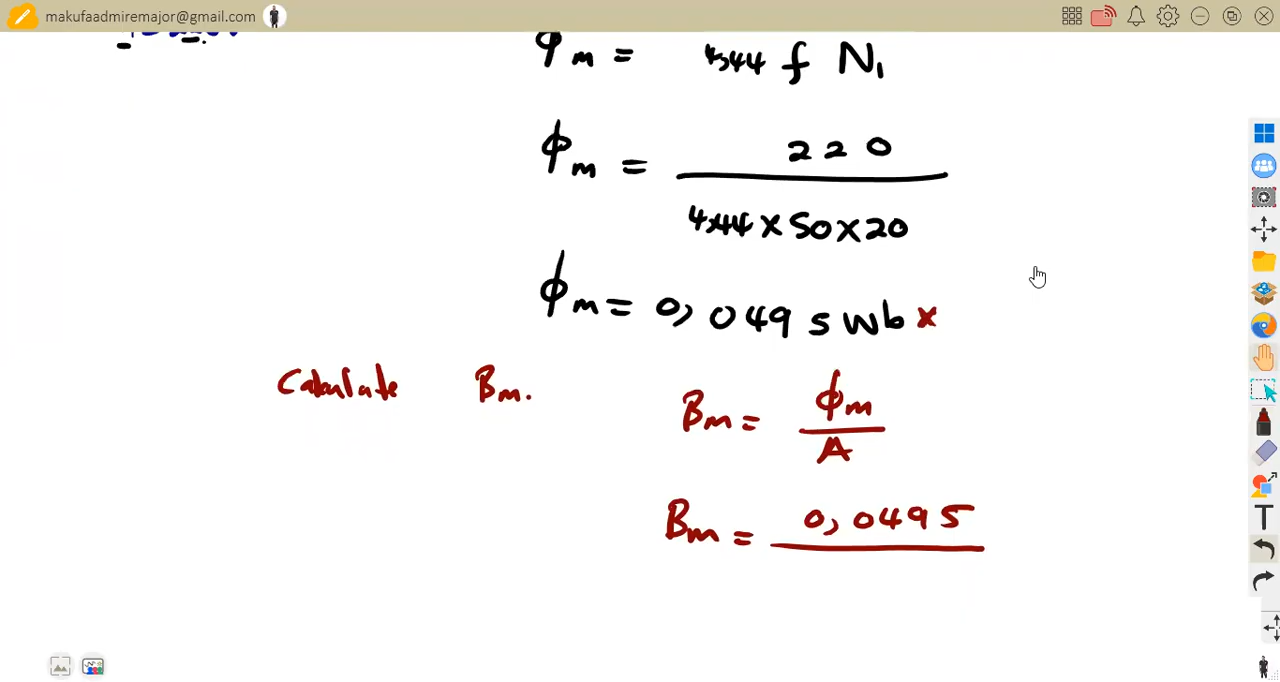 makufaadmiremajor@gmail.com
ϕm = 4,44 f N1
ϕm = 220
4,44 x 50 x 20
ϕm = 0,0495 wb x
Calculate Bm.
Bm = ϕm
A
Bm = 0,0495
T